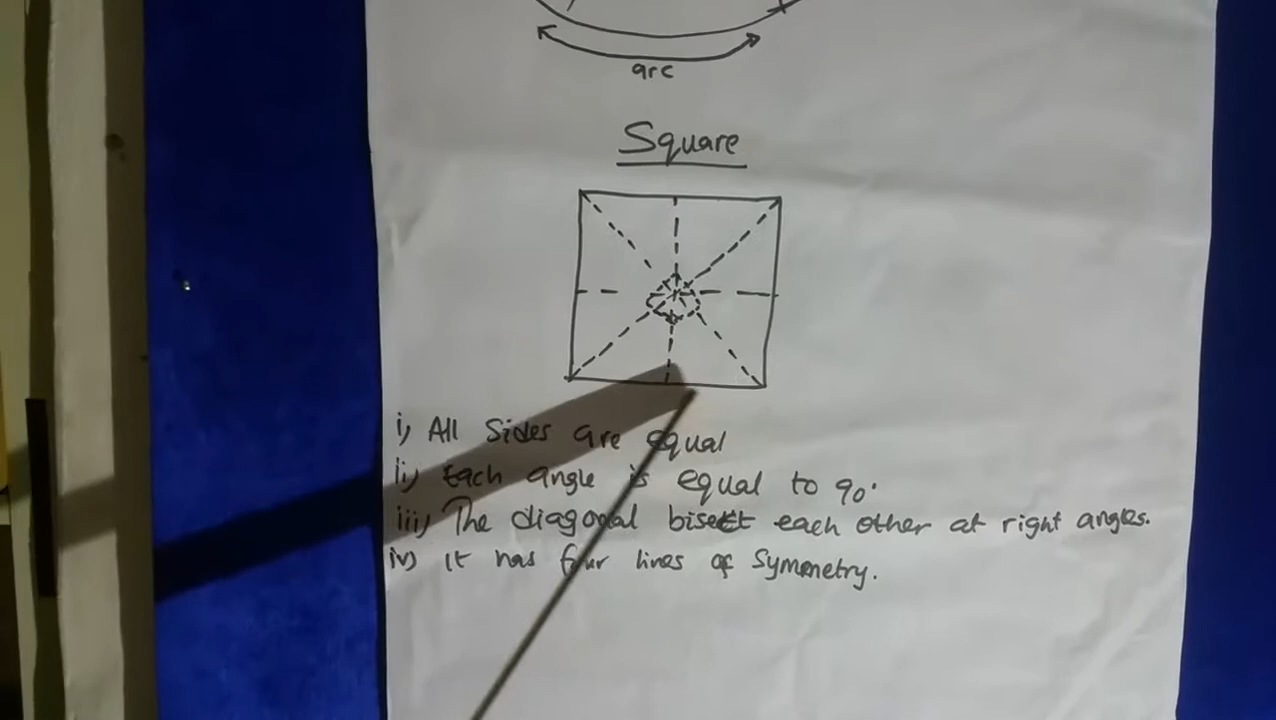 arc
Square
i) All Sides are equal
ii) Each angle is equal to 90°
iii) The diagonal bisect each other at right angles.
iv) It has four lines of Symmetry.